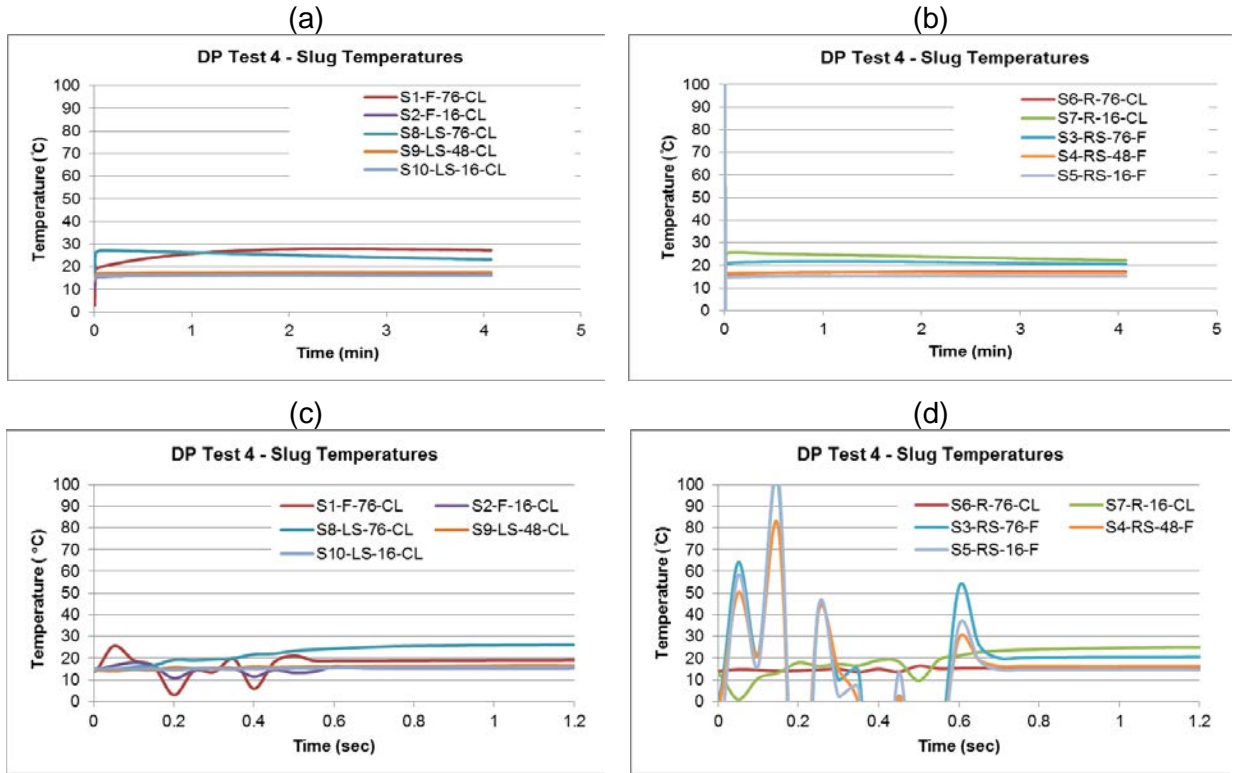 (a)
DP Test 4 - Slug Temperatures
Temperature (°C)
100
90
80
70
60
50
40
30
20
10
0
S1-F-76-CL
S2-F-16-CL
S8-LS-76-CL
S9-LS-48-CL
S10-LS-16-CL
0 1 2 3 4 5
Time (min)
(b)
DP Test 4 - Slug Temperatures
Temperature (°C)
100
90
80
70
60
50
40
30
20
10
0
S6-R-76-CL
S7-R-16-CL
S3-RS-76-F
S4-RS-48-F
S5-RS-16-F
0 1 2 3 4 5
Time (min)
(c)
DP Test 4 - Slug Temperatures
Temperature ( °C)
100
90
80
70
60
50
40
30
20
10
0
S1-F-76-CL S2-F-16-CL
S8-LS-76-CL S9-LS-48-CL
S10-LS-16-CL
0 0.2 0.4 0.6 0.8 1 1.2
Time (sec)
(d)
DP Test 4 - Slug Temperatures
Temperature (°C)
100
90
80
70
60
50
40
30
20
10
0
S6-R-76-CL S7-R-16-CL
S3-RS-76-F S4-RS-48-F
S5-RS-16-F
0 0.2 0.4 0.6 0.8 1 1.2
Time (sec)